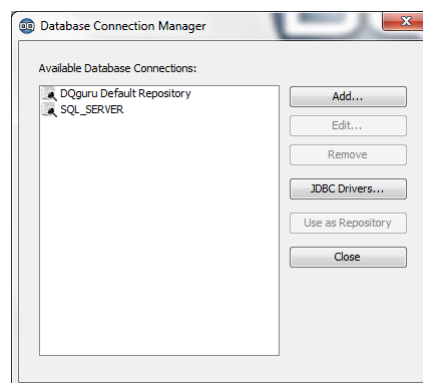 Database Connection Manager
Available Database Connections:
DQguru Default Repository
SQL_SERVER
Add...
Edit...
Remove
JDBC Drivers...
Use as Repository
Close